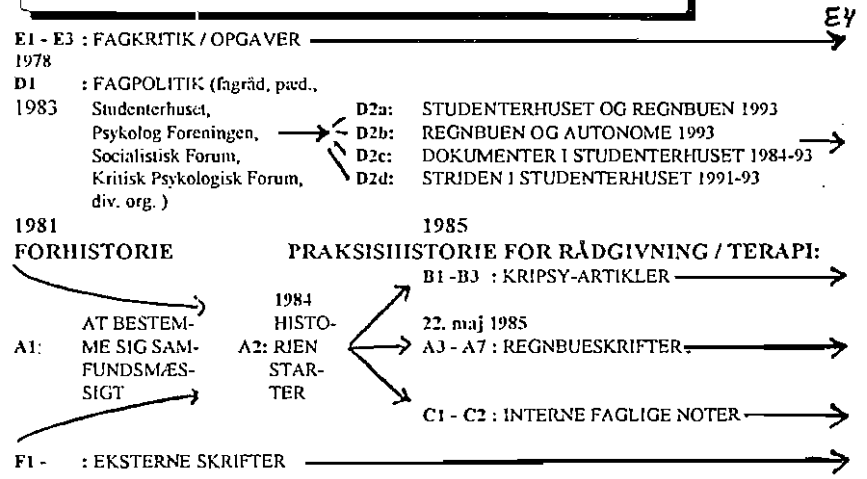 E4
E1 - E3 : FAGKRITIK / OPGAVER
1978
D1 : FAGPOLITIK (fagråd, pæd.,
1983 Studenterhuset, D2a: STUDENTERHUSET OG REGNBUEN 1993
Psykolog Foreningen, D2b: REGNBUEN OG AUTONOME 1993
Socialistisk Forum, D2c: DOKUMENTER I STUDENTERHUSET 1984-93
Kritisk Psykologisk Forum, D2d: STRIDEN I STUDENTERHUSET 1991-93
div. org. )
1981 1985
FORHISTORIE PRAKSISHISTORIE FOR RÅDGIVNING / TERAPI:
B1 -B3 : KRIPSY-ARTIKLER
1984
AT BESTEM- HISTO- 22. maj 1985
A1: ME SIG SAM- A2: RIEN A3 - A7 : REGNBUESKRIFTER
FUNDSMÆS- STAR-
SIGT TER
C1 - C2 : INTERNE FAGLIGE NOTER
F1 - : EKSTERNE SKRIFTER